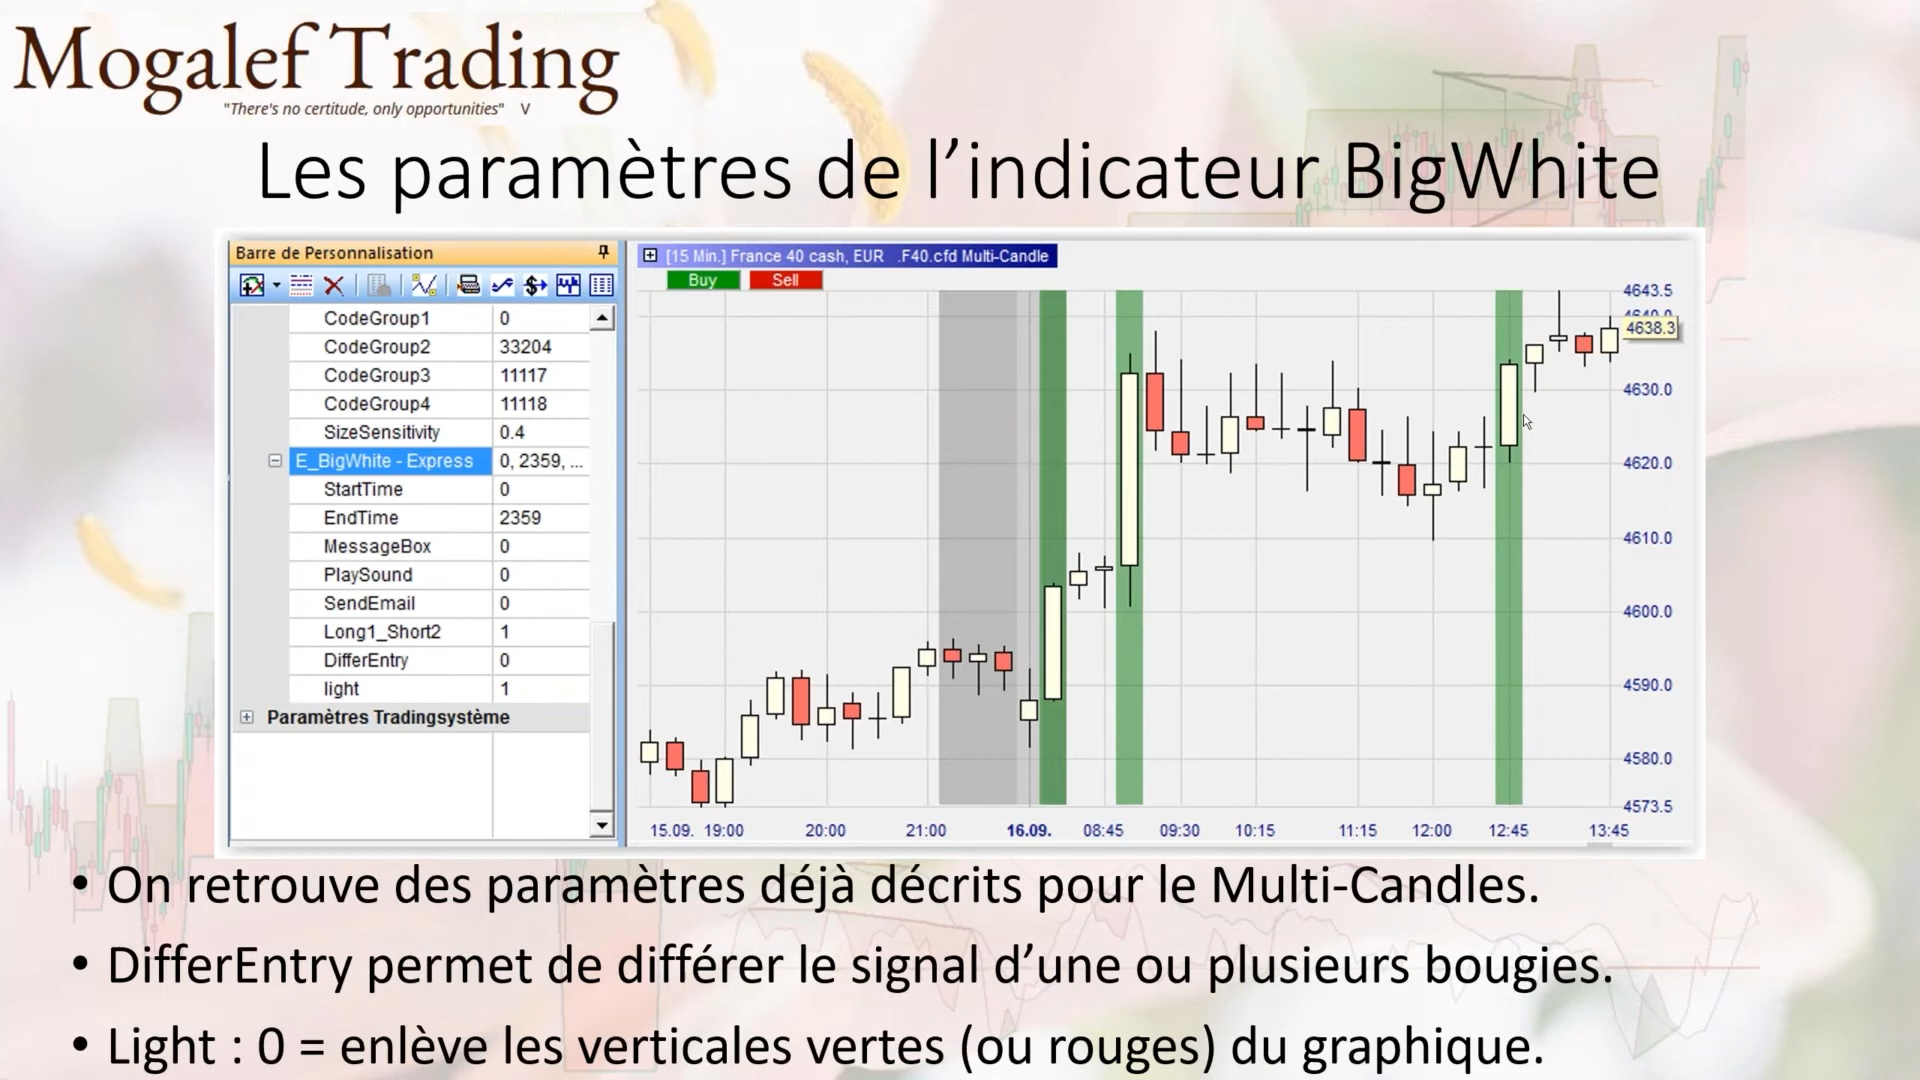 Mogalef Trading
"There's no certitude, only opportunities" V
Les paramètres de l’indicateur BigWhite
Barre de Personnalisation
CodeGroup1 0
CodeGroup2 33204
CodeGroup3 11117
CodeGroup4 11118
SizeSensitivity 0.4
E_BigWhite - Express 0, 2359, ...
StartTime 0
EndTime 2359
MessageBox 0
PlaySound 0
SendEmail 0
Long1_Short2 1
DifferEntry 0
light 1
Paramètres Tradingsystème
[15 Min.] France 40 cash, EUR .F40.cfd Multi-Candle
Buy Sell
4643.5
4640.0
4638.3
4630.0
4620.0
4610.0
4600.0
4590.0
4580.0
4573.5
15.09. 19:00 20:00 21:00 16.09. 08:45 09:30 10:15 11:15 12:00 12:45 13:45
• On retrouve des paramètres déjà décrits pour le Multi-Candles.
• DifferEntry permet de différer le signal d’une ou plusieurs bougies.
• Light : 0 = enlève les verticales vertes (ou rouges) du graphique.